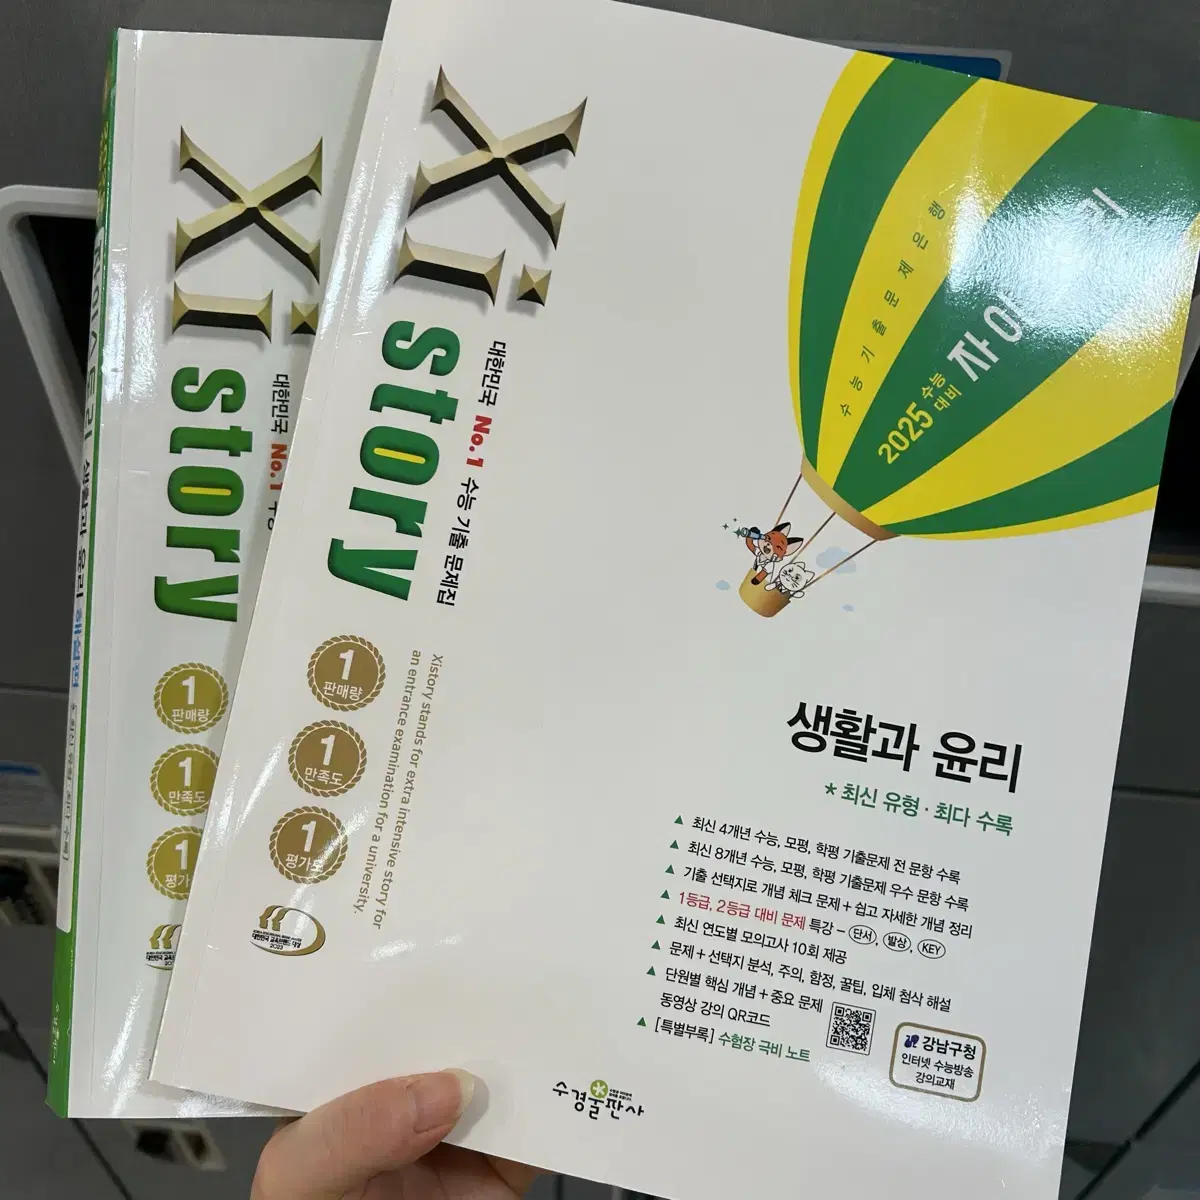 Xi
story
대한민국 No.1 수능 기출 문제집
Xistory stands for extra intensive story for
an entrance examination for a university.
1
판매량
1
만족도
1
평가도
2023
수능 기출 문제 은행
2025 수능 대비
자이
리
생활과 윤리
* 최신 유형·최다 수록
▲ 최신 4개년 수능, 모평, 학평 기출문제 전 문항 수록
▲ 최신 8개년 수능, 모평, 학평 기출문제 우수 문항 수록
▲ 기출 선택지로 개념 체크 문제 + 쉽고 자세한 개념 정리
▲ 1등급, 2등급 대비 문제 특강 – 단서, 발상, KEY
▲ 최신 연도별 모의고사 10회 제공
▲ 문제 + 선택지 분석, 주의, 함정, 꿀팁, 입체 첨삭 해설
▲ 단원별 핵심 개념 + 중요 문제
동영상 강의 QR코드
▲ [특별부록] 수험장 극비 노트
강남구청
인터넷 수능방송
강의교재
수경출판사
Xi
story
대한민국 No.1 수능
1
판매량
1
만족도
1
평가
생활과 윤리 해설편